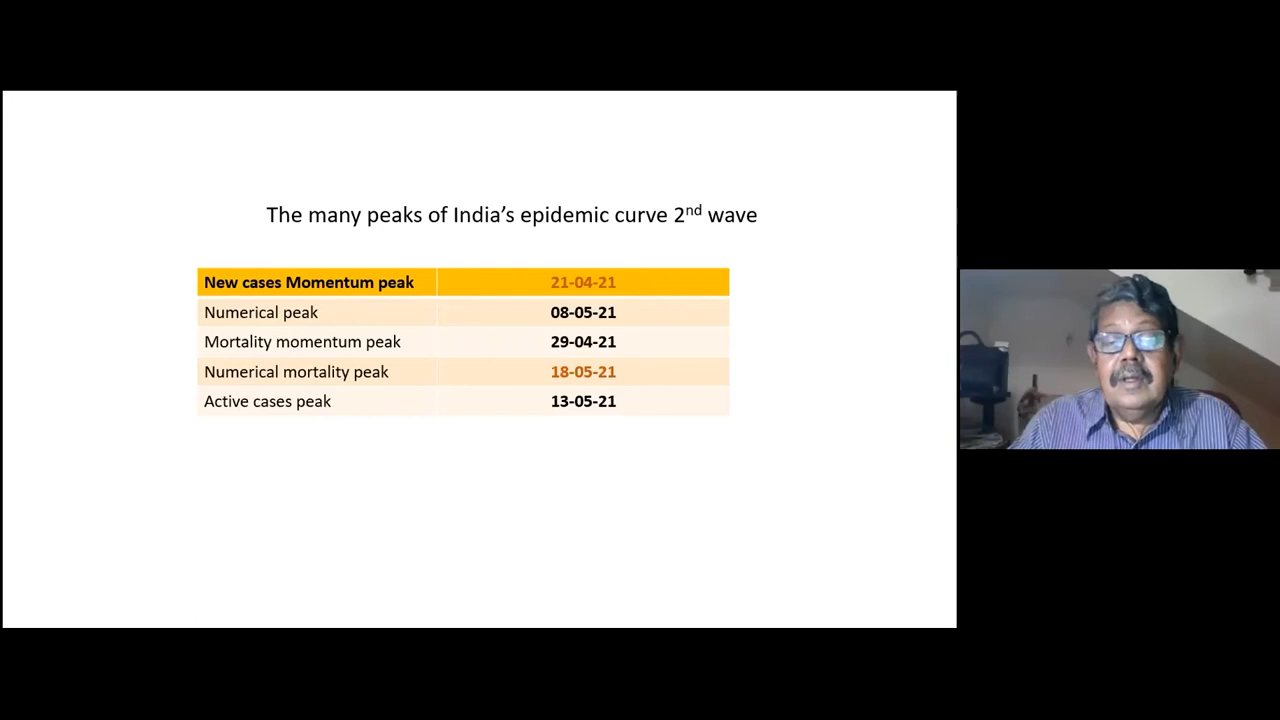 The many peaks of India’s epidemic curve 2nd wave
New cases Momentum peak 21-04-21
Numerical peak 08-05-21
Mortality momentum peak 29-04-21
Numerical mortality peak 18-05-21
Active cases peak 13-05-21